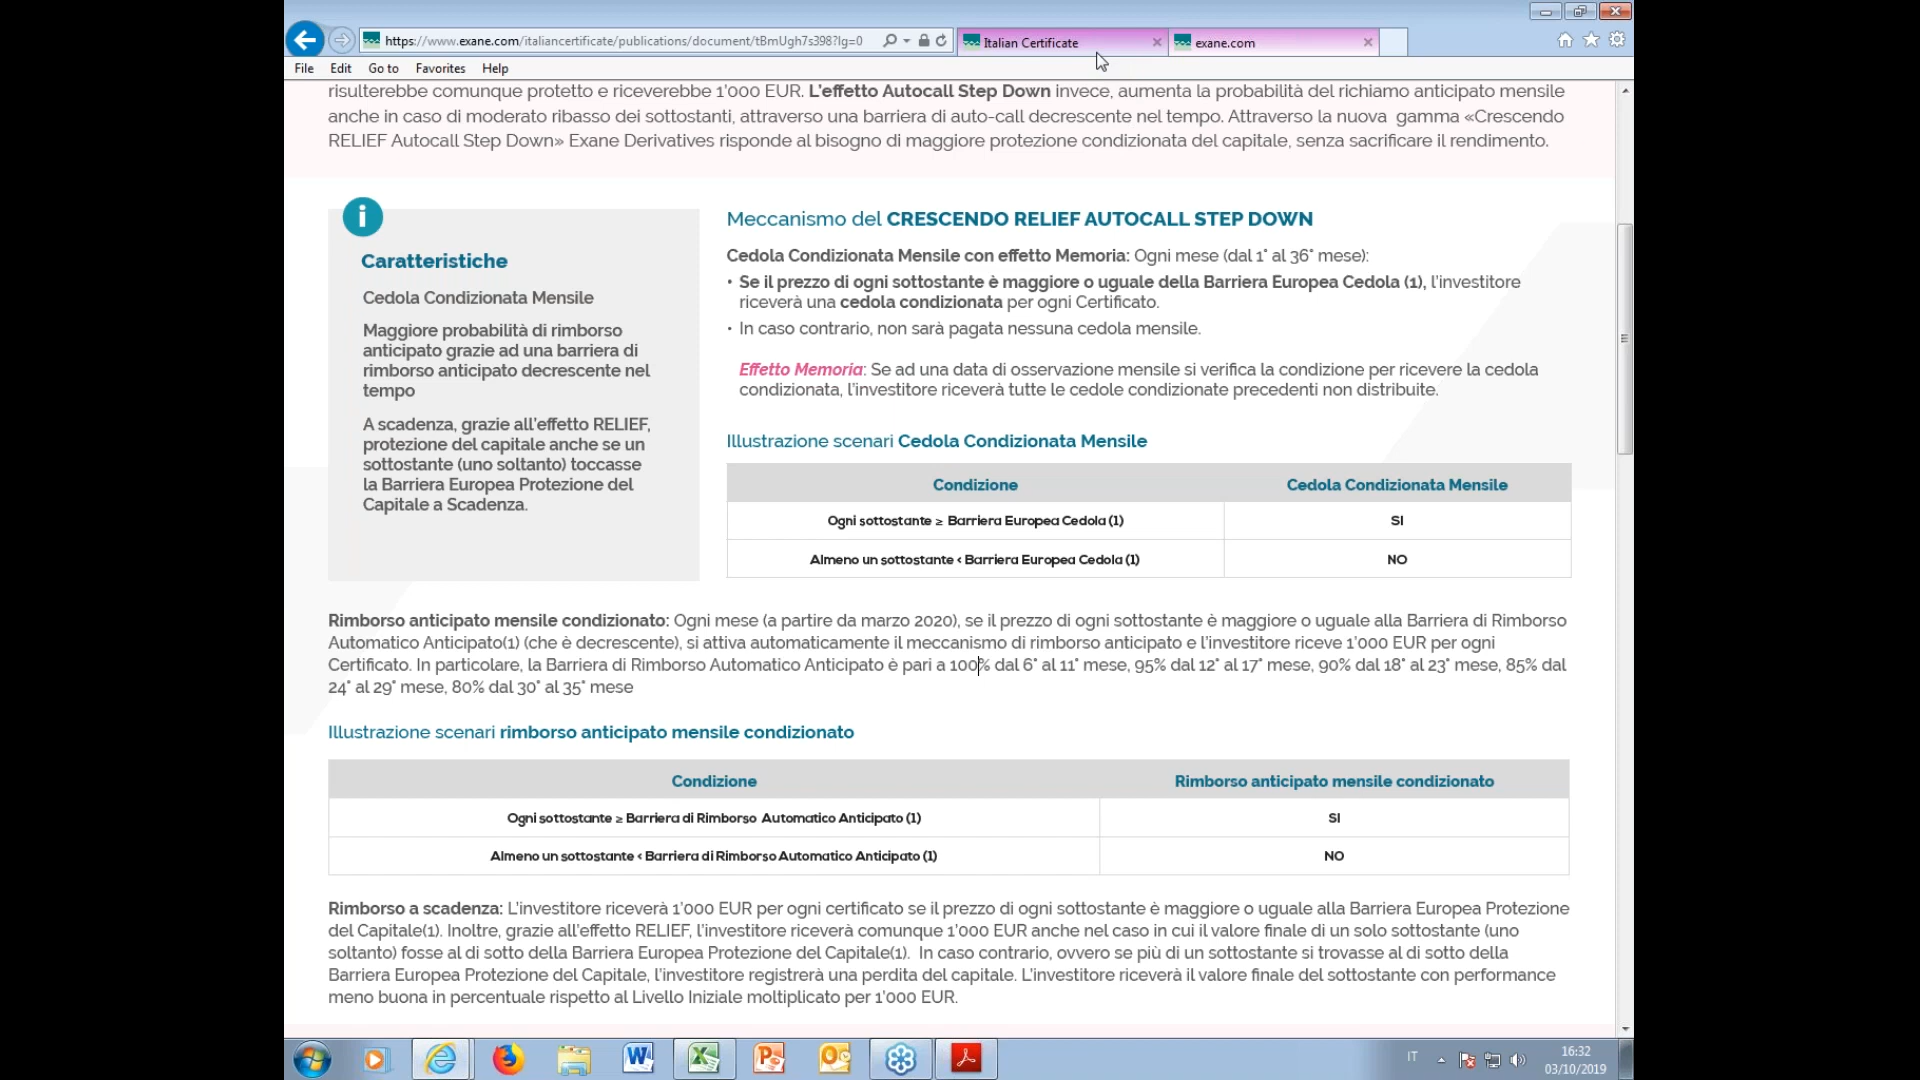 https://www.exane.com/italiancertificate/publications/document/tBmUgh7s398?lg=0
Italian Certificate
exane.com
File Edit Go to Favorites Help
risulterebbe comunque protetto e riceverebbe 1'000 EUR. L'effetto Autocall Step Down invece, aumenta la probabilità del richiamo anticipato mensile
anche in caso di moderato ribasso dei sottostanti, attraverso una barriera di auto-call decrescente nel tempo. Attraverso la nuova gamma «Crescendo
RELIEF Autocall Step Down» Exane Derivatives risponde al bisogno di maggiore protezione condizionata del capitale, senza sacrificare il rendimento.
i
Caratteristiche
Cedola Condizionata Mensile
Maggiore probabilità di rimborso
anticipato grazie ad una barriera di
rimborso anticipato decrescente nel
tempo
A scadenza, grazie all'effetto RELIEF,
protezione del capitale anche se un
sottostante (uno soltanto) toccasse
la Barriera Europea Protezione del
Capitale a Scadenza.
Meccanismo del CRESCENDO RELIEF AUTOCALL STEP DOWN
Cedola Condizionata Mensile con effetto Memoria: Ogni mese (dal 1° al 36° mese):
• Se il prezzo di ogni sottostante è maggiore o uguale della Barriera Europea Cedola (1), l'investitore
riceverà una cedola condizionata per ogni Certificato.
• In caso contrario, non sarà pagata nessuna cedola mensile.
Effetto Memoria: Se ad una data di osservazione mensile si verifica la condizione per ricevere la cedola
condizionata, l'investitore riceverà tutte le cedole condizionate precedenti non distribuite.
Illustrazione scenari Cedola Condizionata Mensile
Condizione Cedola Condizionata Mensile
Ogni sottostante ≥ Barriera Europea Cedola (1) SI
Almeno un sottostante < Barriera Europea Cedola (1) NO
Rimborso anticipato mensile condizionato: Ogni mese (a partire da marzo 2020), se il prezzo di ogni sottostante è maggiore o uguale alla Barriera di Rimborso
Automatico Anticipato(1) (che è decrescente), si attiva automaticamente il meccanismo di rimborso anticipato e l'investitore riceve 1'000 EUR per ogni
Certificato. In particolare, la Barriera di Rimborso Automatico Anticipato è pari a 100% dal 6° al 11° mese, 95% dal 12° al 17° mese, 90% dal 18° al 23° mese, 85% dal
24° al 29° mese, 80% dal 30° al 35° mese
Illustrazione scenari rimborso anticipato mensile condizionato
Condizione Rimborso anticipato mensile condizionato
Ogni sottostante ≥ Barriera di Rimborso Automatico Anticipato (1) SI
Almeno un sottostante < Barriera di Rimborso Automatico Anticipato (1) NO
Rimborso a scadenza: L'investitore riceverà 1'000 EUR per ogni certificato se il prezzo di ogni sottostante è maggiore o uguale alla Barriera Europea Protezione
del Capitale(1). Inoltre, grazie all'effetto RELIEF, l'investitore riceverà comunque 1'000 EUR anche nel caso in cui il valore finale di un solo sottostante (uno
soltanto) fosse al di sotto della Barriera Europea Protezione del Capitale(1). In caso contrario, ovvero se più di un sottostante si trovasse al di sotto della
Barriera Europea Protezione del Capitale, l'investitore registrerà una perdita del capitale. L'investitore riceverà il valore finale del sottostante con performance
meno buona in percentuale rispetto al Livello Iniziale moltiplicato per 1'000 EUR.
IT
16:32
03/10/2019